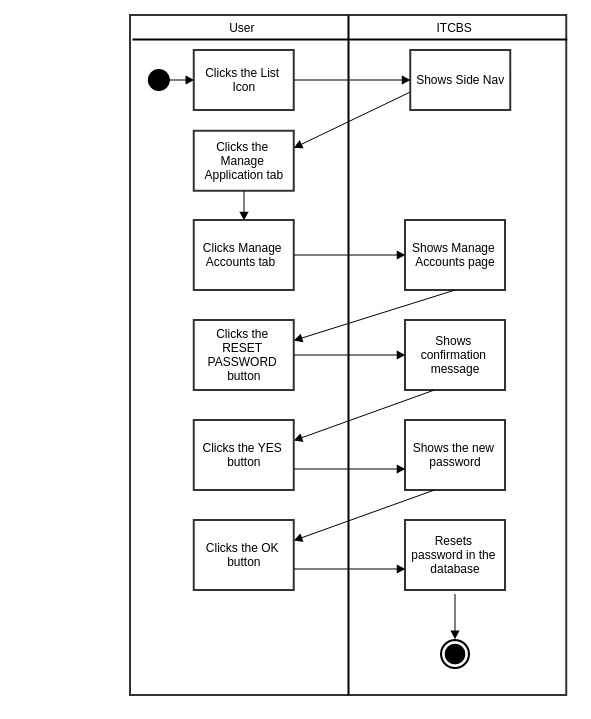 User
ITCBS
Clicks the List
Icon
Shows Side Nav
Clicks the
Manage
Application tab
Clicks Manage
Accounts tab
Shows Manage
Accounts page
Clicks the
RESET
PASSWORD
button
Shows
confirmation
message
Clicks the YES
button
Shows the new
password
Clicks the OK
button
Resets
password in the
database